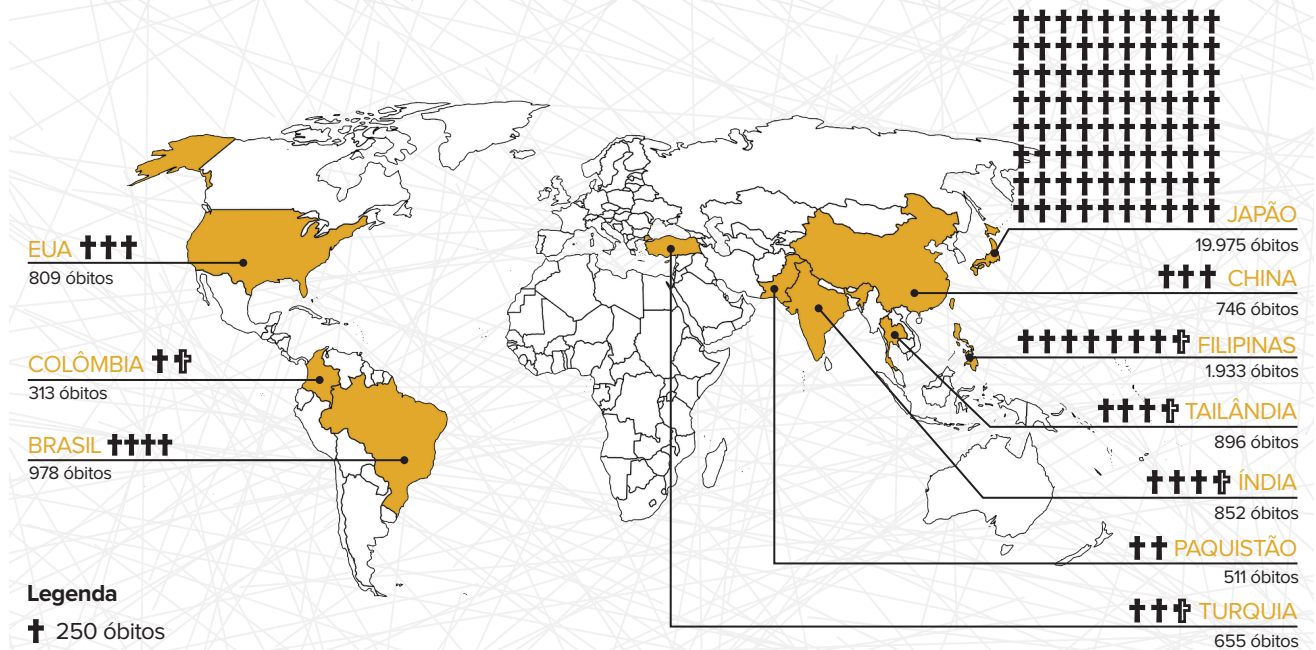 EUA
809 óbitos
COLÔMBIA
313 óbitos
BRASIL
978 óbitos
Legenda
250 óbitos
JAPÃO
19.975 óbitos
CHINA
746 óbitos
FILIPINAS
1.933 óbitos
TAILÂNDIA
896 óbitos
ÍNDIA
852 óbitos
PAQUISTÃO
511 óbitos
TURQUIA
655 óbitos